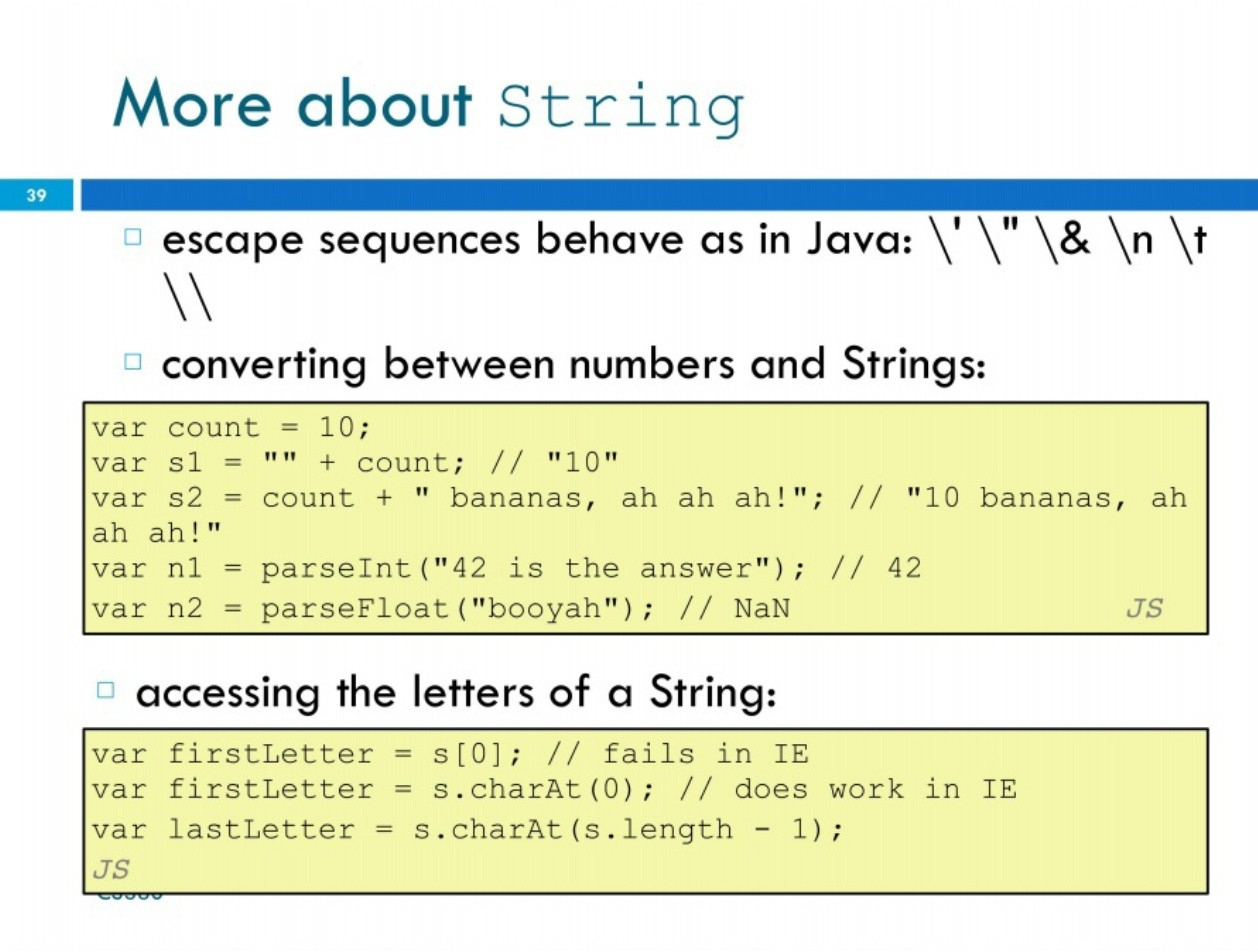 More about String
39
escape sequences behave as in Java: \' \" \& \n \t
\\
converting between numbers and Strings:
var count = 10;
var s1 = "" + count; // "10"
var s2 = count + " bananas, ah ah ah!"; // "10 bananas, ah
ah ah!"
var n1 = parseInt("42 is the answer"); // 42
var n2 = parseFloat("booyah"); // NaN JS
accessing the letters of a String:
var firstLetter = s[0]; // fails in IE
var firstLetter = s.charAt(0); // does work in IE
var lastLetter = s.charAt(s.length - 1);
JS